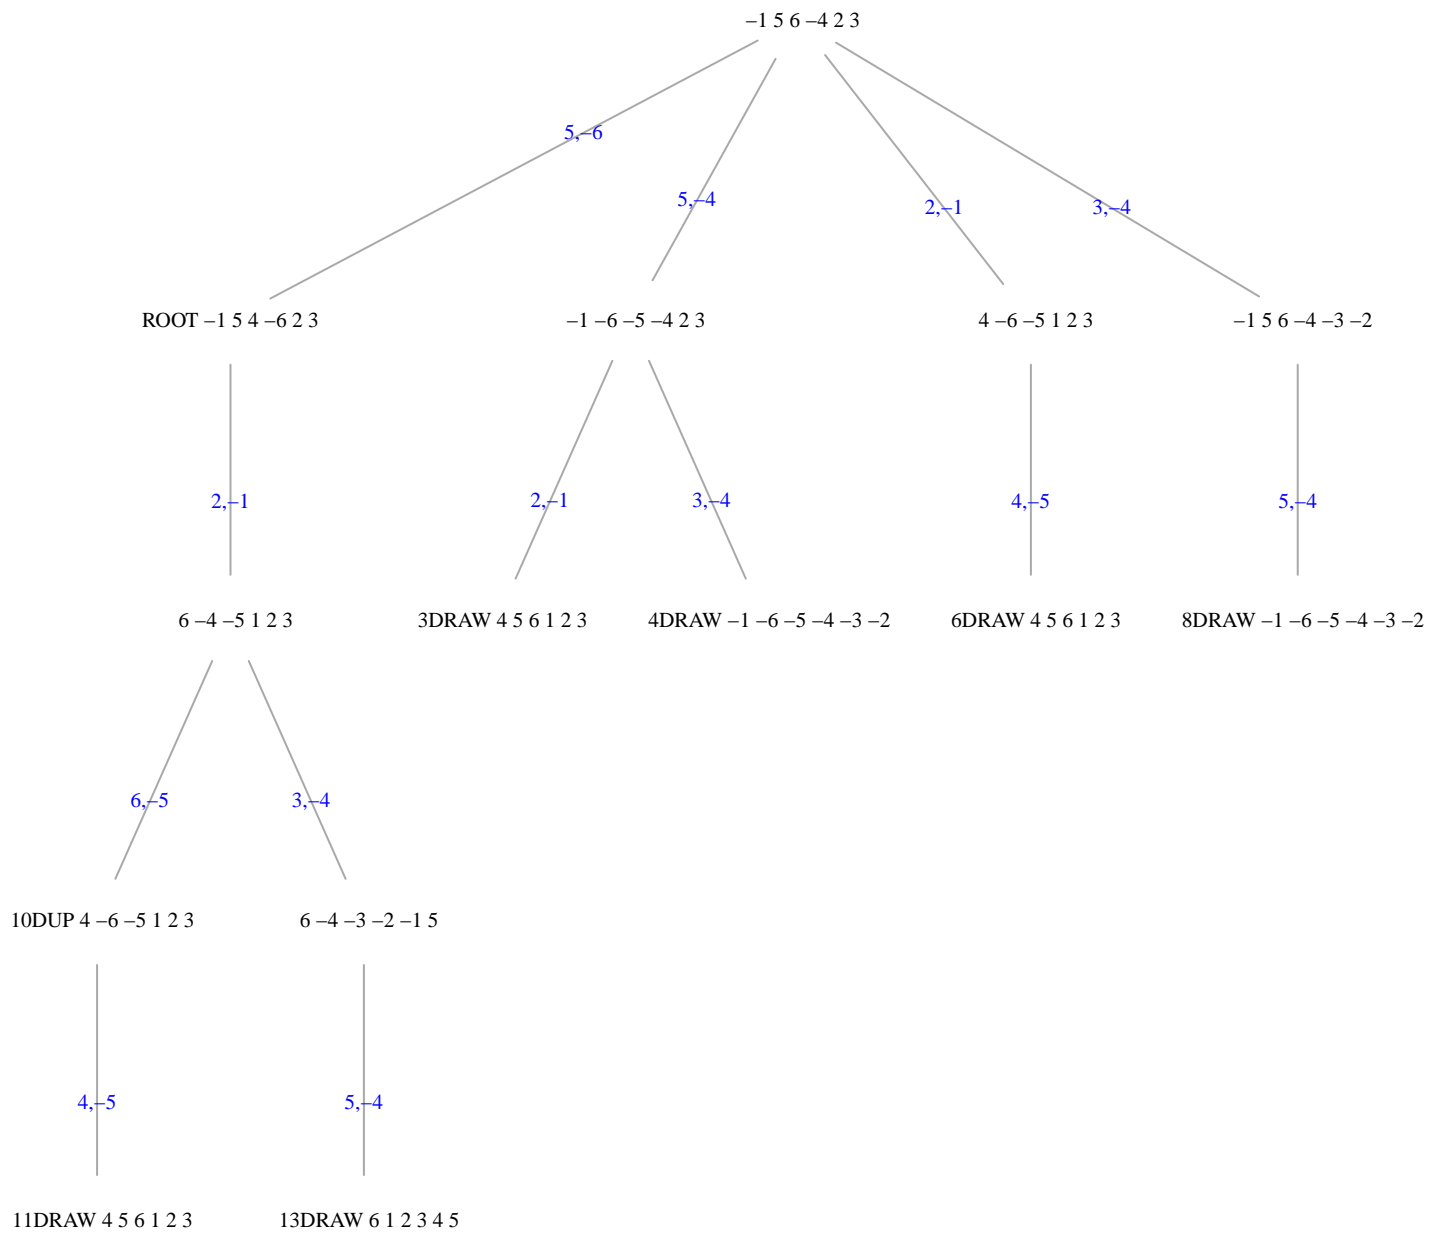 –1 5 6 –4 2 3
5,–6
5,–4
2,–1
3,–4
ROOT –1 5 4 –6 2 3
–1 –6 –5 –4 2 3
4 –6 –5 1 2 3
–1 5 6 –4 –3 –2
2,–1
2,–1
3,–4
4,–5
5,–4
6 –4 –5 1 2 3
3DRAW 4 5 6 1 2 3
4DRAW –1 –6 –5 –4 –3 –2
6DRAW 4 5 6 1 2 3
8DRAW –1 –6 –5 –4 –3 –2
6,–5
3,–4
10DUP 4 –6 –5 1 2 3
6 –4 –3 –2 –1 5
4,–5
5,–4
11DRAW 4 5 6 1 2 3
13DRAW 6 1 2 3 4 5